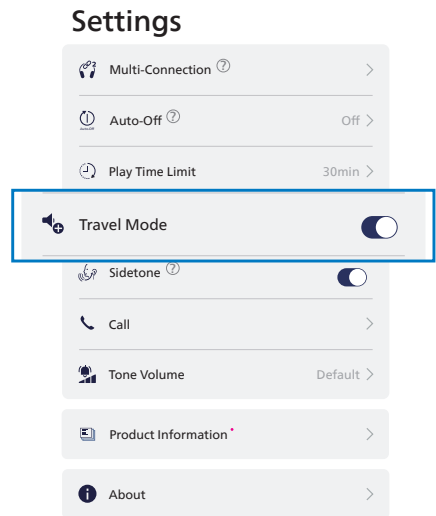 Settings
Multi-Connection ?
Auto-Off ? Off
Play Time Limit 30min
Travel Mode
Sidetone ?
Call
Tone Volume Default
Product Information
About